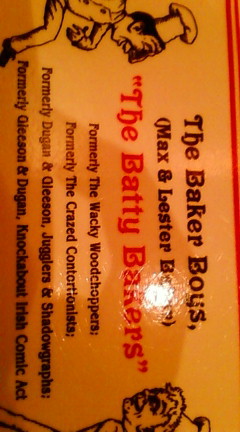 The Baker Boys,
(Max & Lester
"The Batty Bakers"
Formerly The Wacky Woodchoppers;
Formerly The Crazed Contortionists;
Formerly Dugan & Gleeson, Jugglers & Shadowgraphs;
Formerly Gleeson & Dugan, Knockabout Irish Comic Act